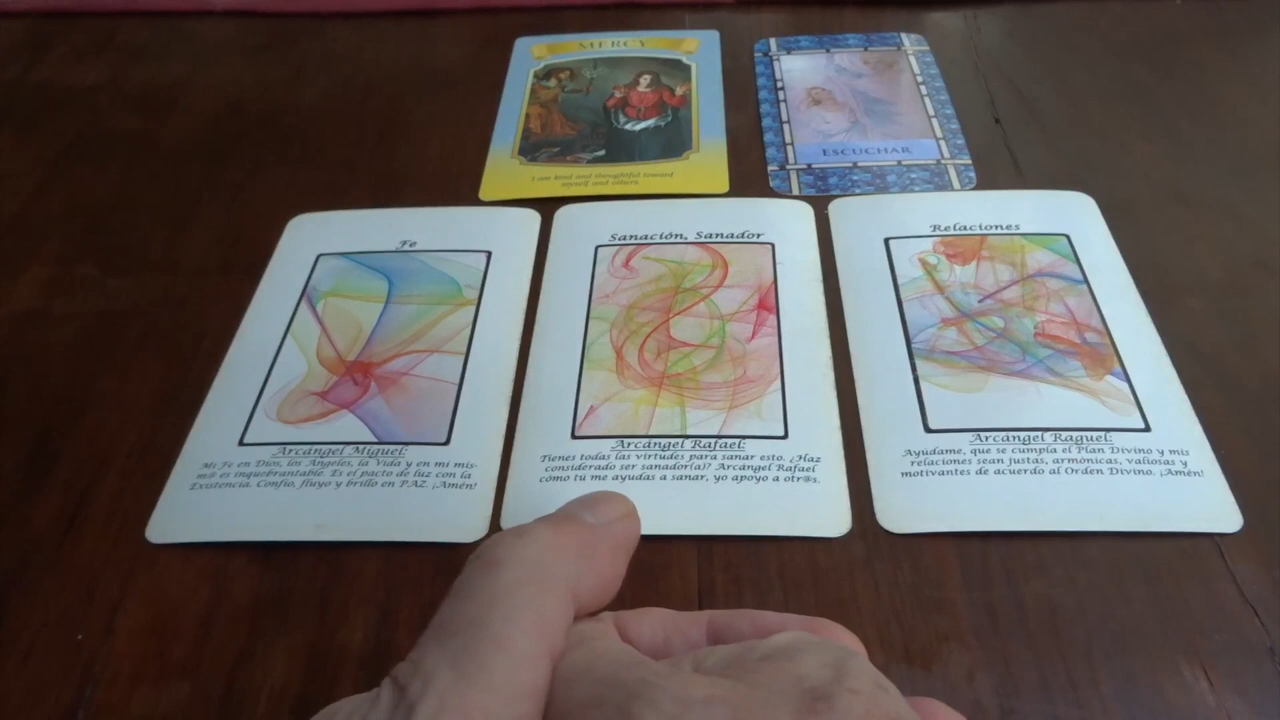 MERCY
I am kind and thoughtful toward
myself and others.
ESCUCHAR
Fe
Arcángel Miguel:
Mi Fe en Dios, los Ángeles, la Vida y en mi mis-
m@ es inquebrantable. Es el pacto de luz con la
Existencia. Confío, fluyo y brillo en PAZ. ¡Amén!
Sanación, Sanador
Arcángel Rafael:
Tienes todas las virtudes para sanar esto. ¿Haz
considerado ser sanador(a)? Arcángel Rafael
cómo tú me ayudas a sanar, yo apoyo a otr@s.
Relaciones
Arcángel Raguel:
Ayúdame, que se cumpla el Plan Divino y mis
relaciones sean justas, armónicas, valiosas y
motivantes de acuerdo al Orden Divino. ¡Amén!